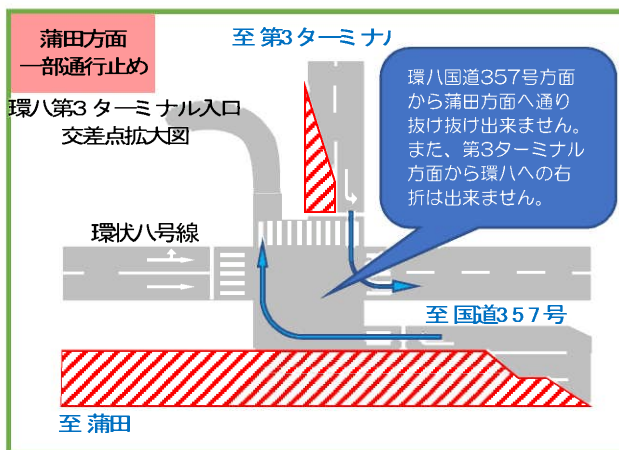 蒲田方面
一部通行止め
至 第3 ターミナル
環八第3 ターミナル入口
交差点拡大図
環八国道357号方面
から蒲田方面へ通り
抜け抜け出来ません。
また、第3ターミナル
方面から環八への右
折は出来ません。
環状八号線
至 国道3 5 7 号
至 蒲田